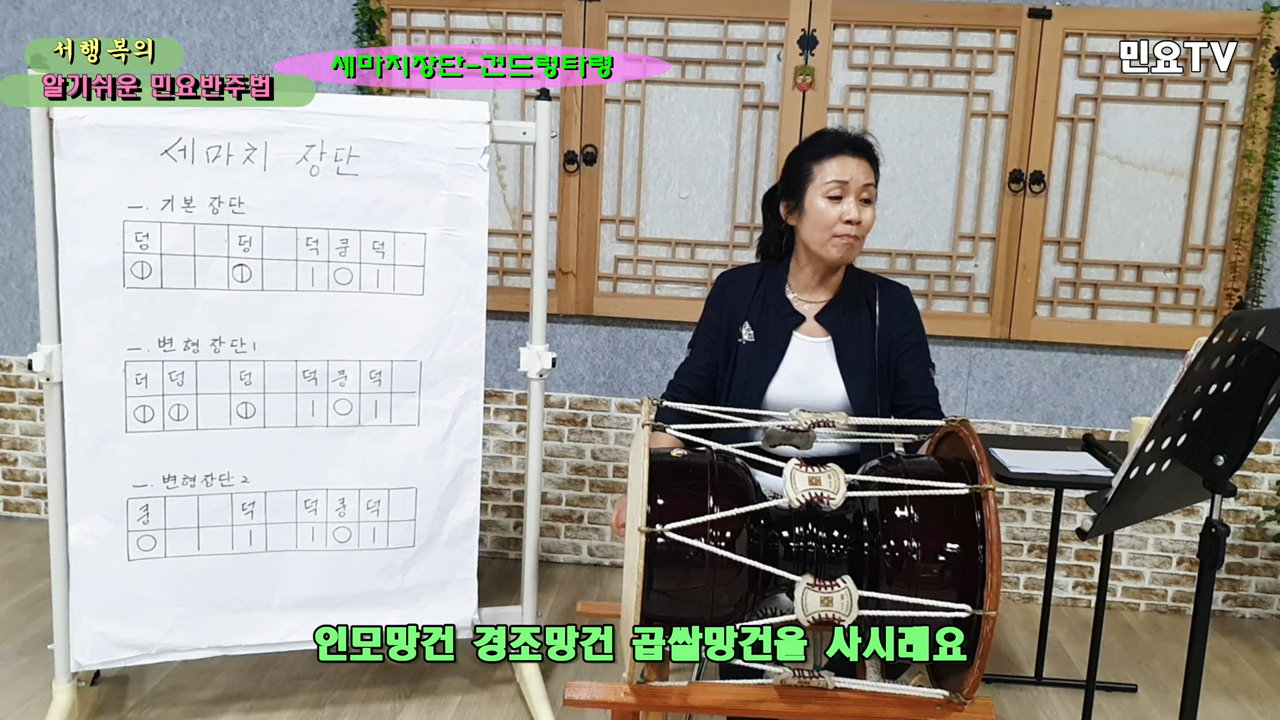 서행복의
알기쉬운 민요반주법
세마치장단-건드렁타령
민요TV
세마치 장단
一. 기본 장단
덩 덩 덕 쿵 덕
一. 변형 장단1
더 덩 덩 덕 쿵 덕
一. 변형장단2
쿵 덕 덕 쿵 덕
인모망건 경조망건 곱쌀망건을 사시래요